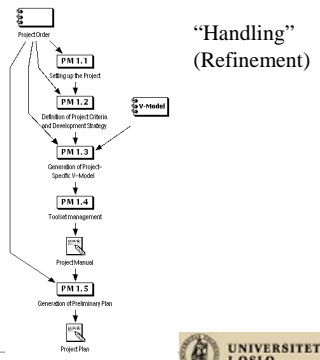 Project Order
“Handling”
(Refinement)
PM 1.1
Setting up the Project
PM 1.2
V-Model
Definition of Project Criteria
and Development Strategy
PM 1.3
Generation of Project-
Specific V-Model
PM 1.4
Toolset management
Project Manual
PM 1.5
Generation of Preliminary Plan
Project Plan
UNIVERSITET